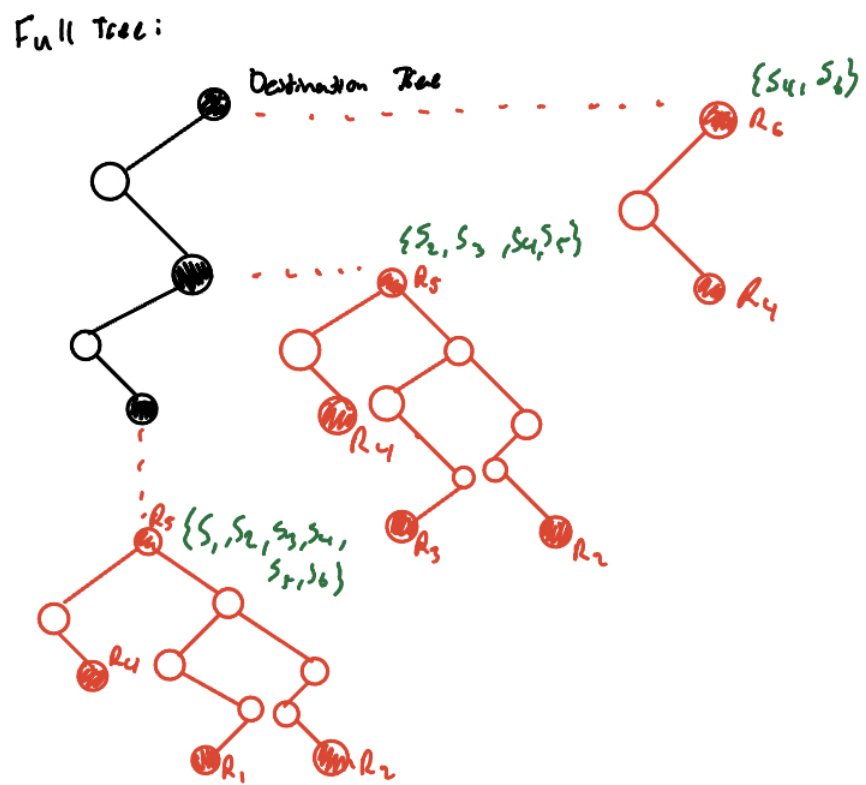 Full Tree:
Destination Tree
{S4, S6}
R6
{S2, S3, S4, S5}
R5
R4
R4
R3
R2
R5 {S1, S2, S3, S4,
S5, S6}
R4
R1
R2